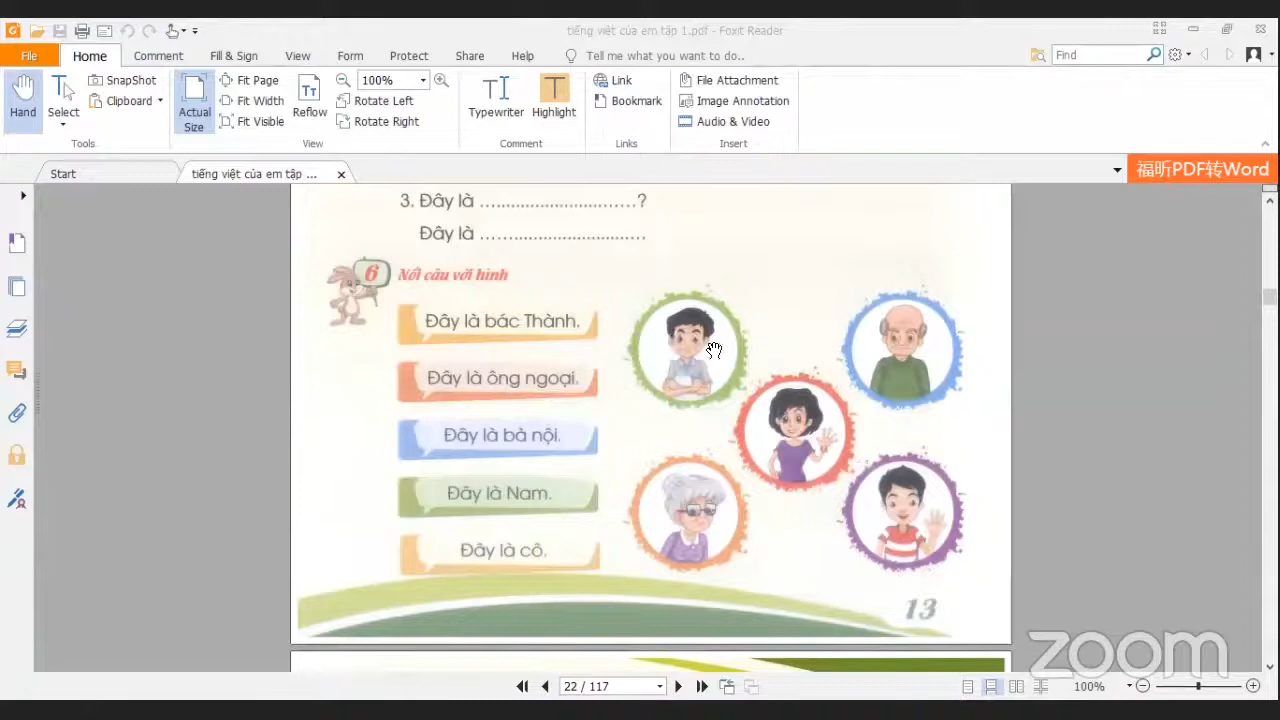 tiếng việt của em tập 1.pdf - Foxit Reader
File Home Comment Fill & Sign View Form Protect Share Help Tell me what you want to do.. Find
Hand Select SnapShot Clipboard Actual Size Fit Page Fit Width Fit Visible Reflow 100% Rotate Left Rotate Right Typewriter Highlight Link Bookmark File Attachment Image Annotation Audio & Video
Tools View Comment Links Insert
Start tiếng việt của em tập ... 福昕PDF转Word
3. Đây là ................................?
Đây là .................................
6 Nối câu với hình
Đây là bác Thành.
Đây là ông ngoại.
Đây là bà nội.
Đây là Nam.
Đây là cô.
13
zoom
22 / 117 100%